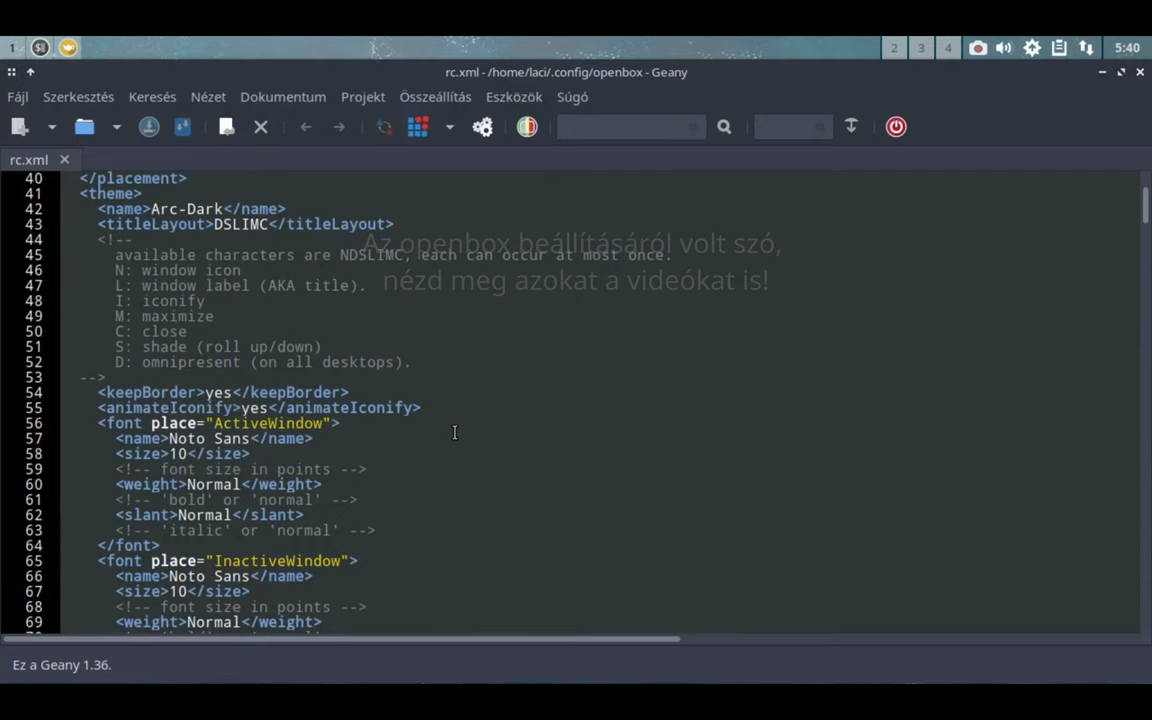 1 2 3 4 5:40
rc.xml - /home/laci/.config/openbox - Geany
Fájl Szerkesztés Keresés Nézet Dokumentum Projekt Összeállítás Eszközök Súgó
rc.xml
40 </placement>
41 <theme>
42 <name>Arc-Dark</name>
43 <titleLayout>DSLIMC</titleLayout>
44 <!--
Az openbox beállításáról volt szó,
45 available characters are NDSLIMC, each can occur at most once.
46 N: window icon
nézd meg azokat a videókat is!
47 L: window label (AKA title).
48 I: iconify
49 M: maximize
50 C: close
51 S: shade (roll up/down)
52 D: omnipresent (on all desktops).
53 -->
54 <keepBorder>yes</keepBorder>
55 <animateIconify>yes</animateIconify>
56 <font place="ActiveWindow">
57 <name>Noto Sans</name>
58 <size>10</size>
59 <!-- font size in points -->
60 <weight>Normal</weight>
61 <!-- 'bold' or 'normal' -->
62 <slant>Normal</slant>
63 <!-- 'italic' or 'normal' -->
64 </font>
65 <font place="InactiveWindow">
66 <name>Noto Sans</name>
67 <size>10</size>
68 <!-- font size in points -->
69 <weight>Normal</weight>
Ez a Geany 1.36.